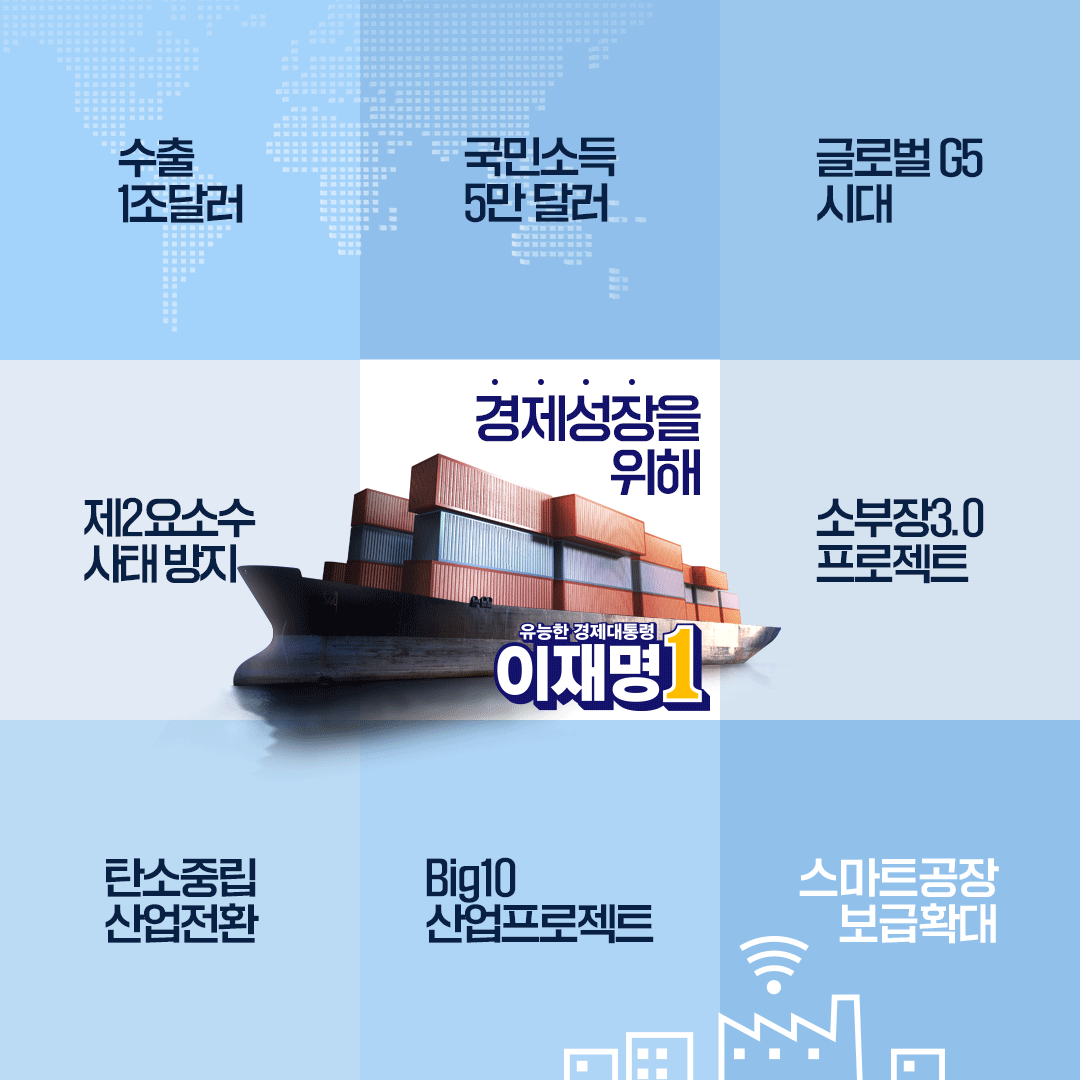 수출
1조달러
국민소득
5만 달러
글로벌 G5
시대
경제성장을
위해
제2요소수
사태 방지
소부장3.0
프로젝트
유능한 경제대통령
이재명1
탄소중립
산업전환
Big10
산업프로젝트
스마트공장
보급확대